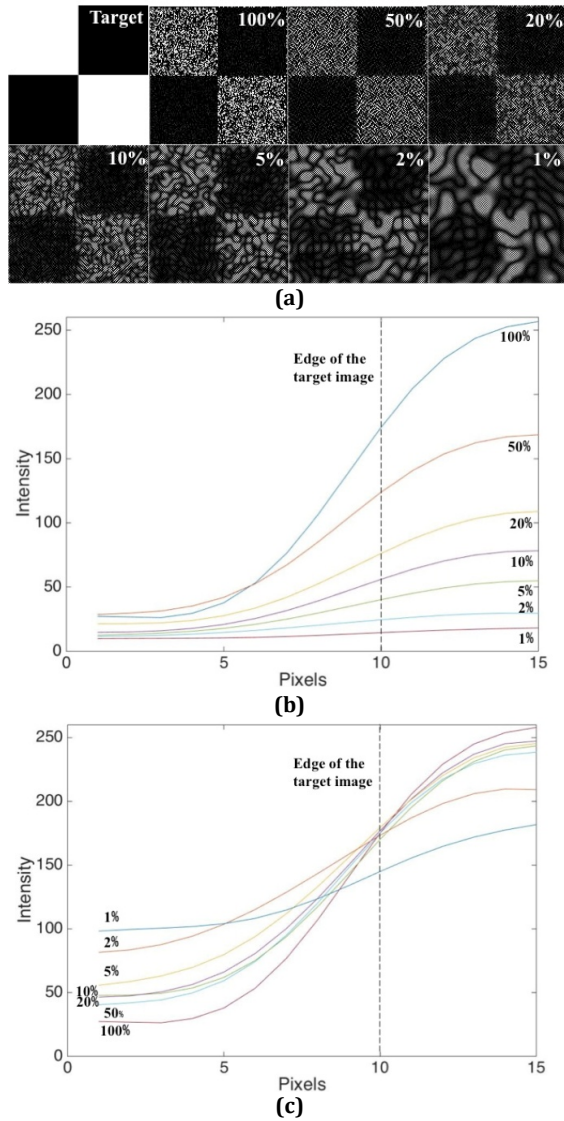 Target 100% 50% 20%
10% 5% 2% 1%
(a)
250
200
150
100
50
0
Intensity
Edge of the
target image
100%
50%
20%
10%
5%
2%
1%
0 5 10 15
Pixels
(b)
250
200
150
100
50
0
Intensity
Edge of the
target image
1%
2%
5%
10%
20%
50%
100%
0 5 10 15
Pixels
(c)